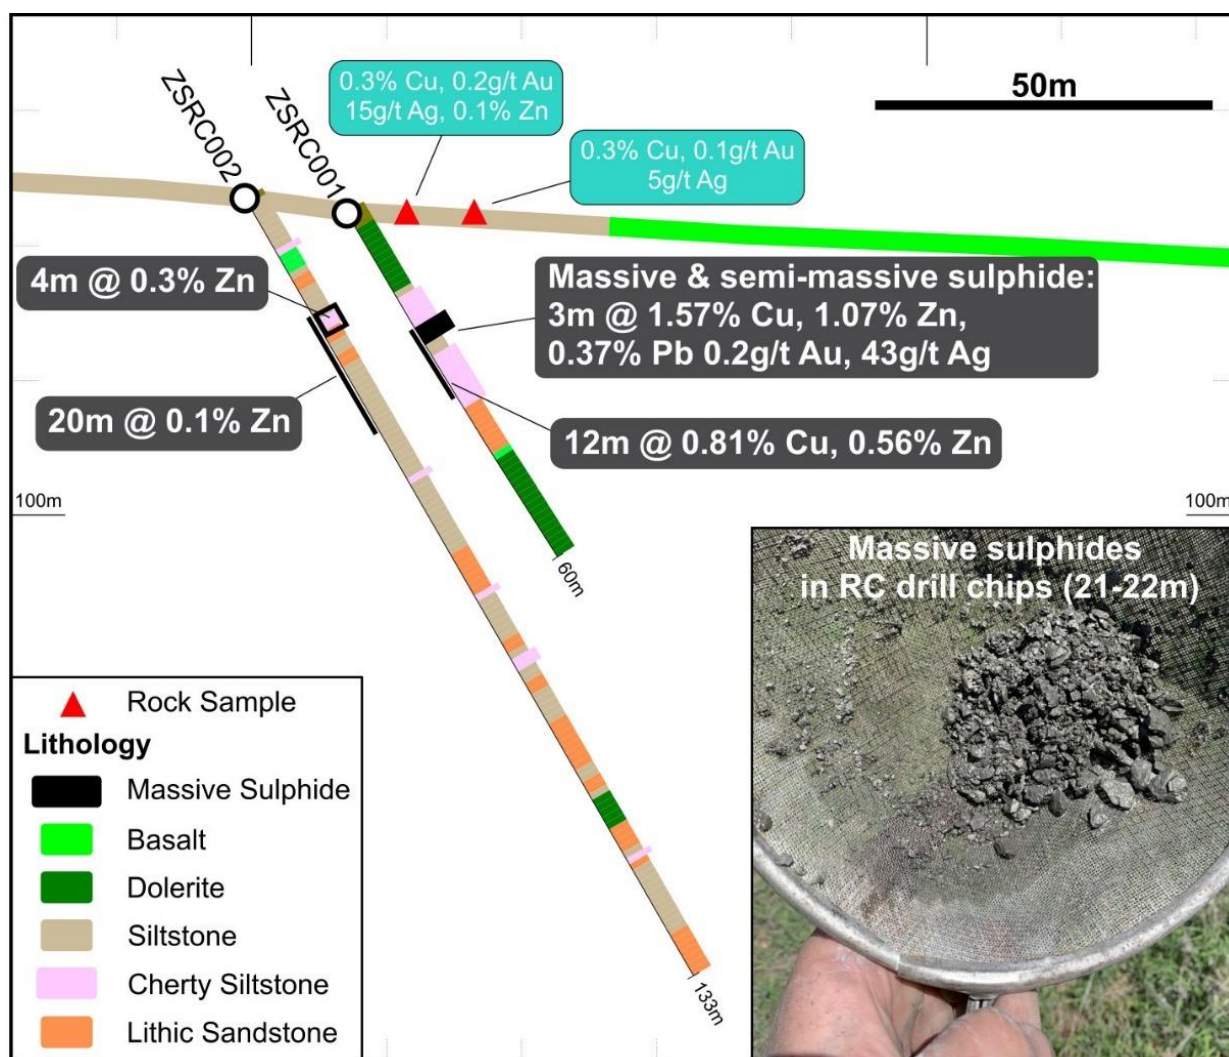 ZSRC002
ZSRC001
0.3% Cu, 0.2g/t Au
15g/t Ag, 0.1% Zn
0.3% Cu, 0.1g/t Au
5g/t Ag
50m
4m @ 0.3% Zn
Massive & semi-massive sulphide:
3m @ 1.57% Cu, 1.07% Zn,
0.37% Pb 0.2g/t Au, 43g/t Ag
20m @ 0.1% Zn
12m @ 0.81% Cu, 0.56% Zn
100m
100m
60m
133m
Massive sulphides
in RC drill chips (21-22m)
Rock Sample
Lithology
Massive Sulphide
Basalt
Dolerite
Siltstone
Cherty Siltstone
Lithic Sandstone